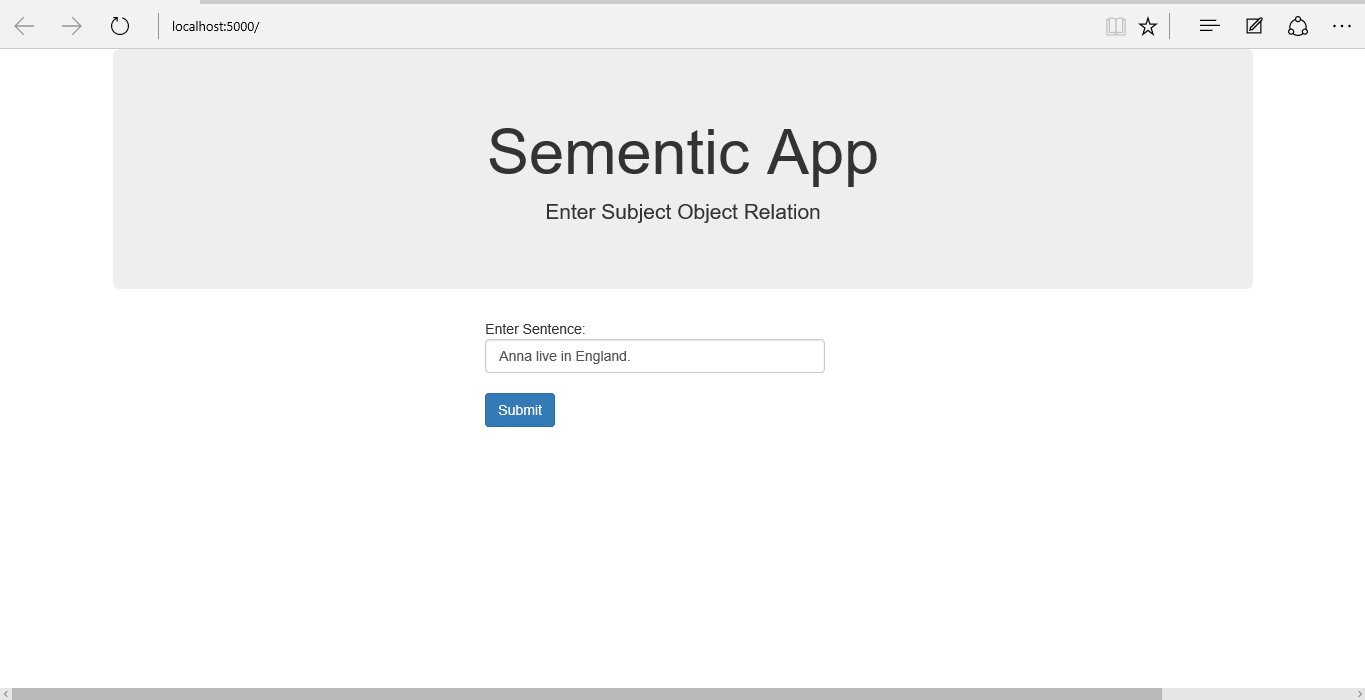 localhost:5000/
Sementic App
Enter Subject Object Relation
Enter Sentence:
Anna live in England.
Submit